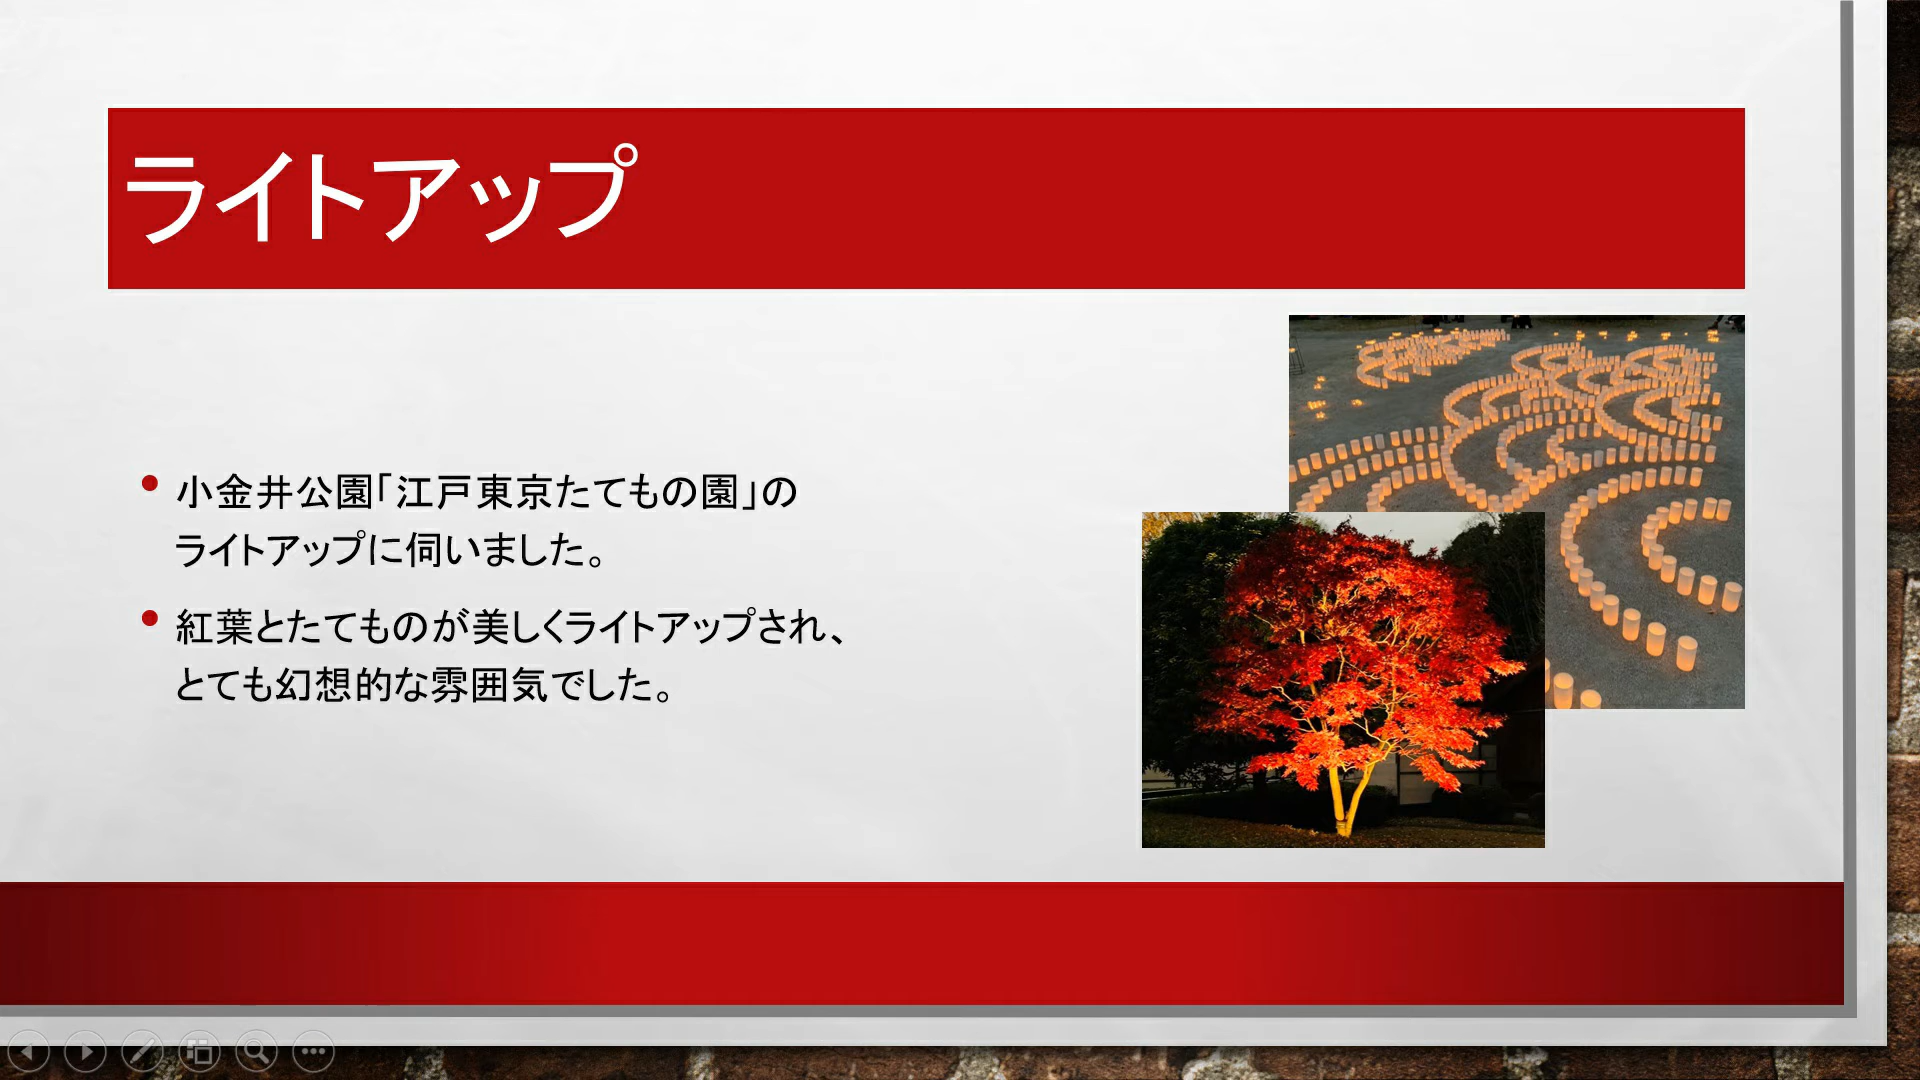 ライトアップ
小金井公園「江戸東京たてもの園」の
ライトアップに伺いました。
紅葉とたてものが美しくライトアップされ、
とても幻想的な雰囲気でした。